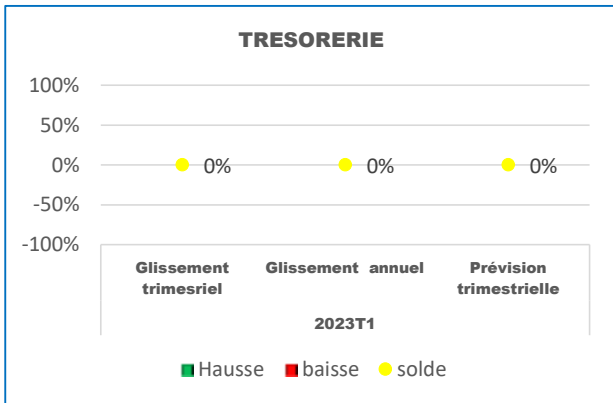 TRESORERIE
100%
50%
0%
-50%
-100%
0% 0% 0%
Glissement trimesriel
Glissement annuel
Prévision trimestrielle
2023T1
Hausse baisse solde